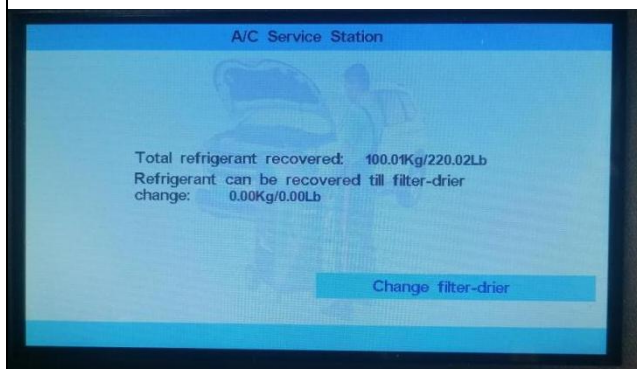 A/C Service Station
Total refrigerant recovered: 100.01Kg/220.02Lb
Refrigerant can be recovered till filter-drier
change: 0.00Kg/0.00Lb
Change filter-drier